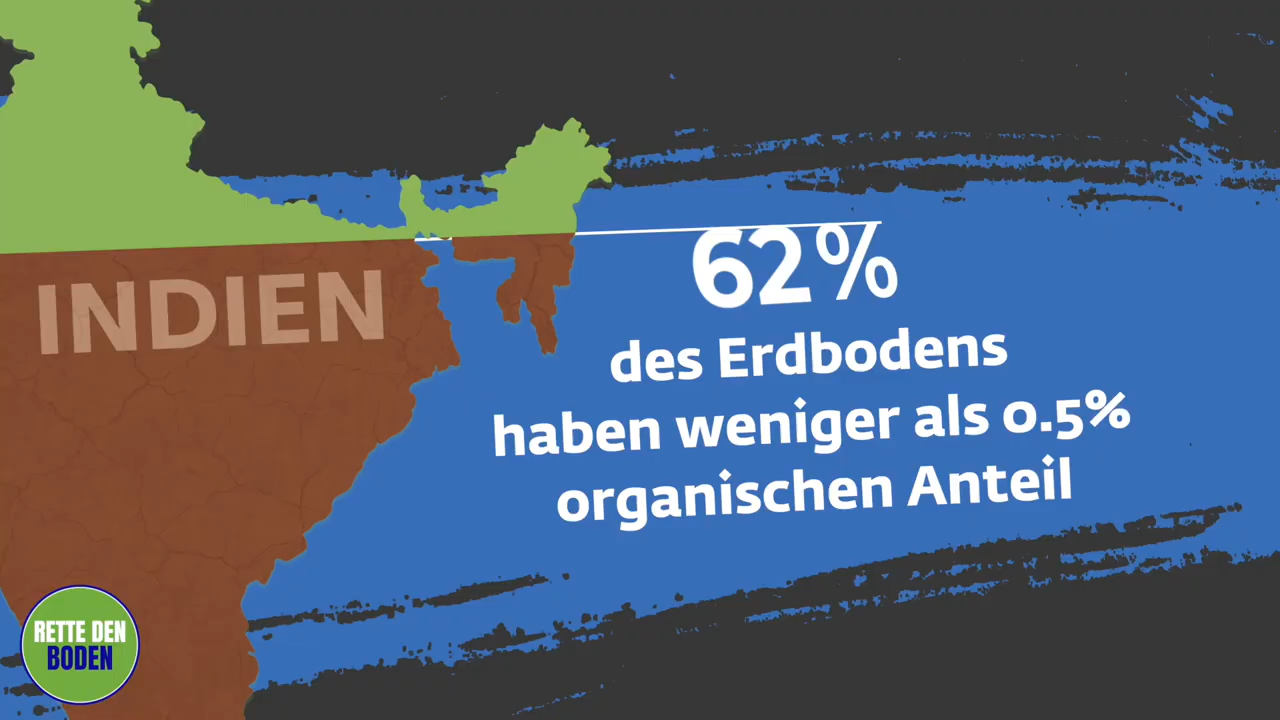 INDIEN
62%
des Erdbodens
haben weniger als 0.5%
organischen Anteil
RETTE DEN
BODEN